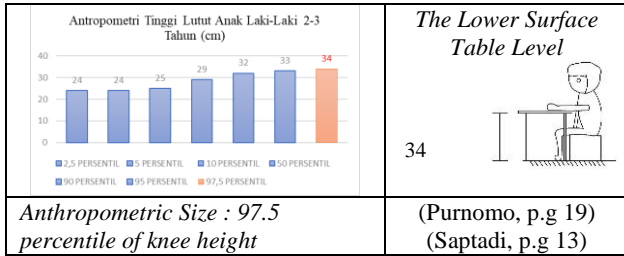 Antropometri Tinggi Lutut Anak Laki-Laki 2-3
Tahun (cm)
40
30
20
10
0
24
24
25
29
32
33
34
2,5 PERSENTIL 5 PERSENTIL 10 PERSENTIL 50 PERSENTIL
90 PERSENTIL 95 PERSENTIL 97,5 PERSENTIL
The Lower Surface
Table Level
34
Anthropometric Size : 97.5
percentile of knee height
(Purnomo, p.g 19)
(Saptadi, p.g 13)